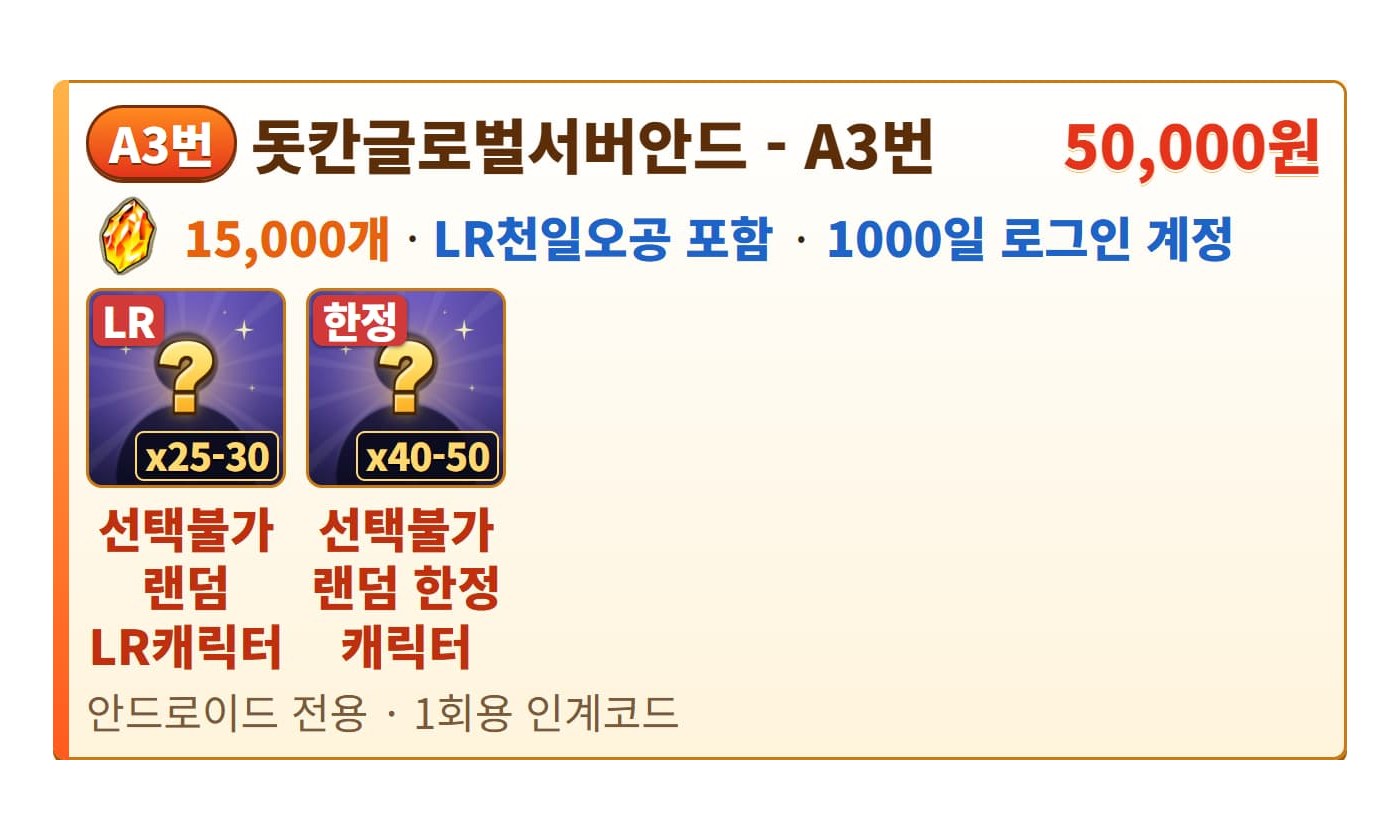 A3번 돗칸글로벌서버안드 - A3번 50,000원
15,000개 · LR천일오공 포함 · 1000일 로그인 계정
LR 한정
? ?
x25-30 x40-50
선택불가 선택불가
랜덤 랜덤 한정
LR캐릭터 캐릭터
안드로이드 전용 · 1회용 인계코드